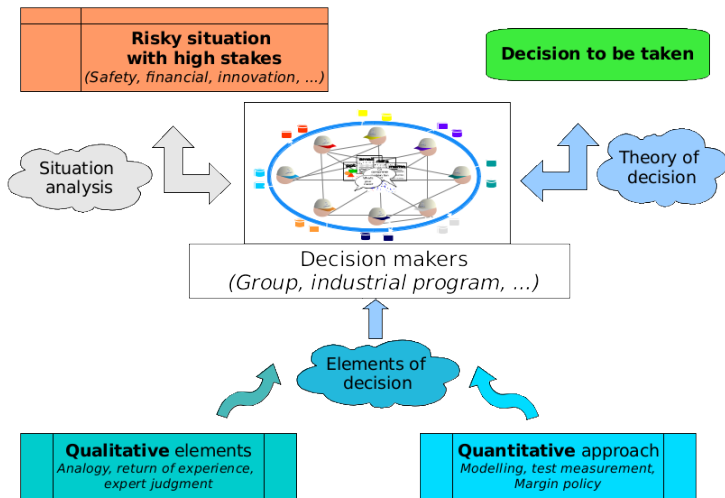 Risky situation
with high stakes
(Safety, financial, innovation, ...)
Decision to be taken
Situation
analysis
Theory of
decision
Decision makers
(Group, industrial program, ...)
Elements of
decision
Qualitative elements
Analogy, return of experience,
expert judgment
Quantitative approach
Modelling, test measurement,
Margin policy